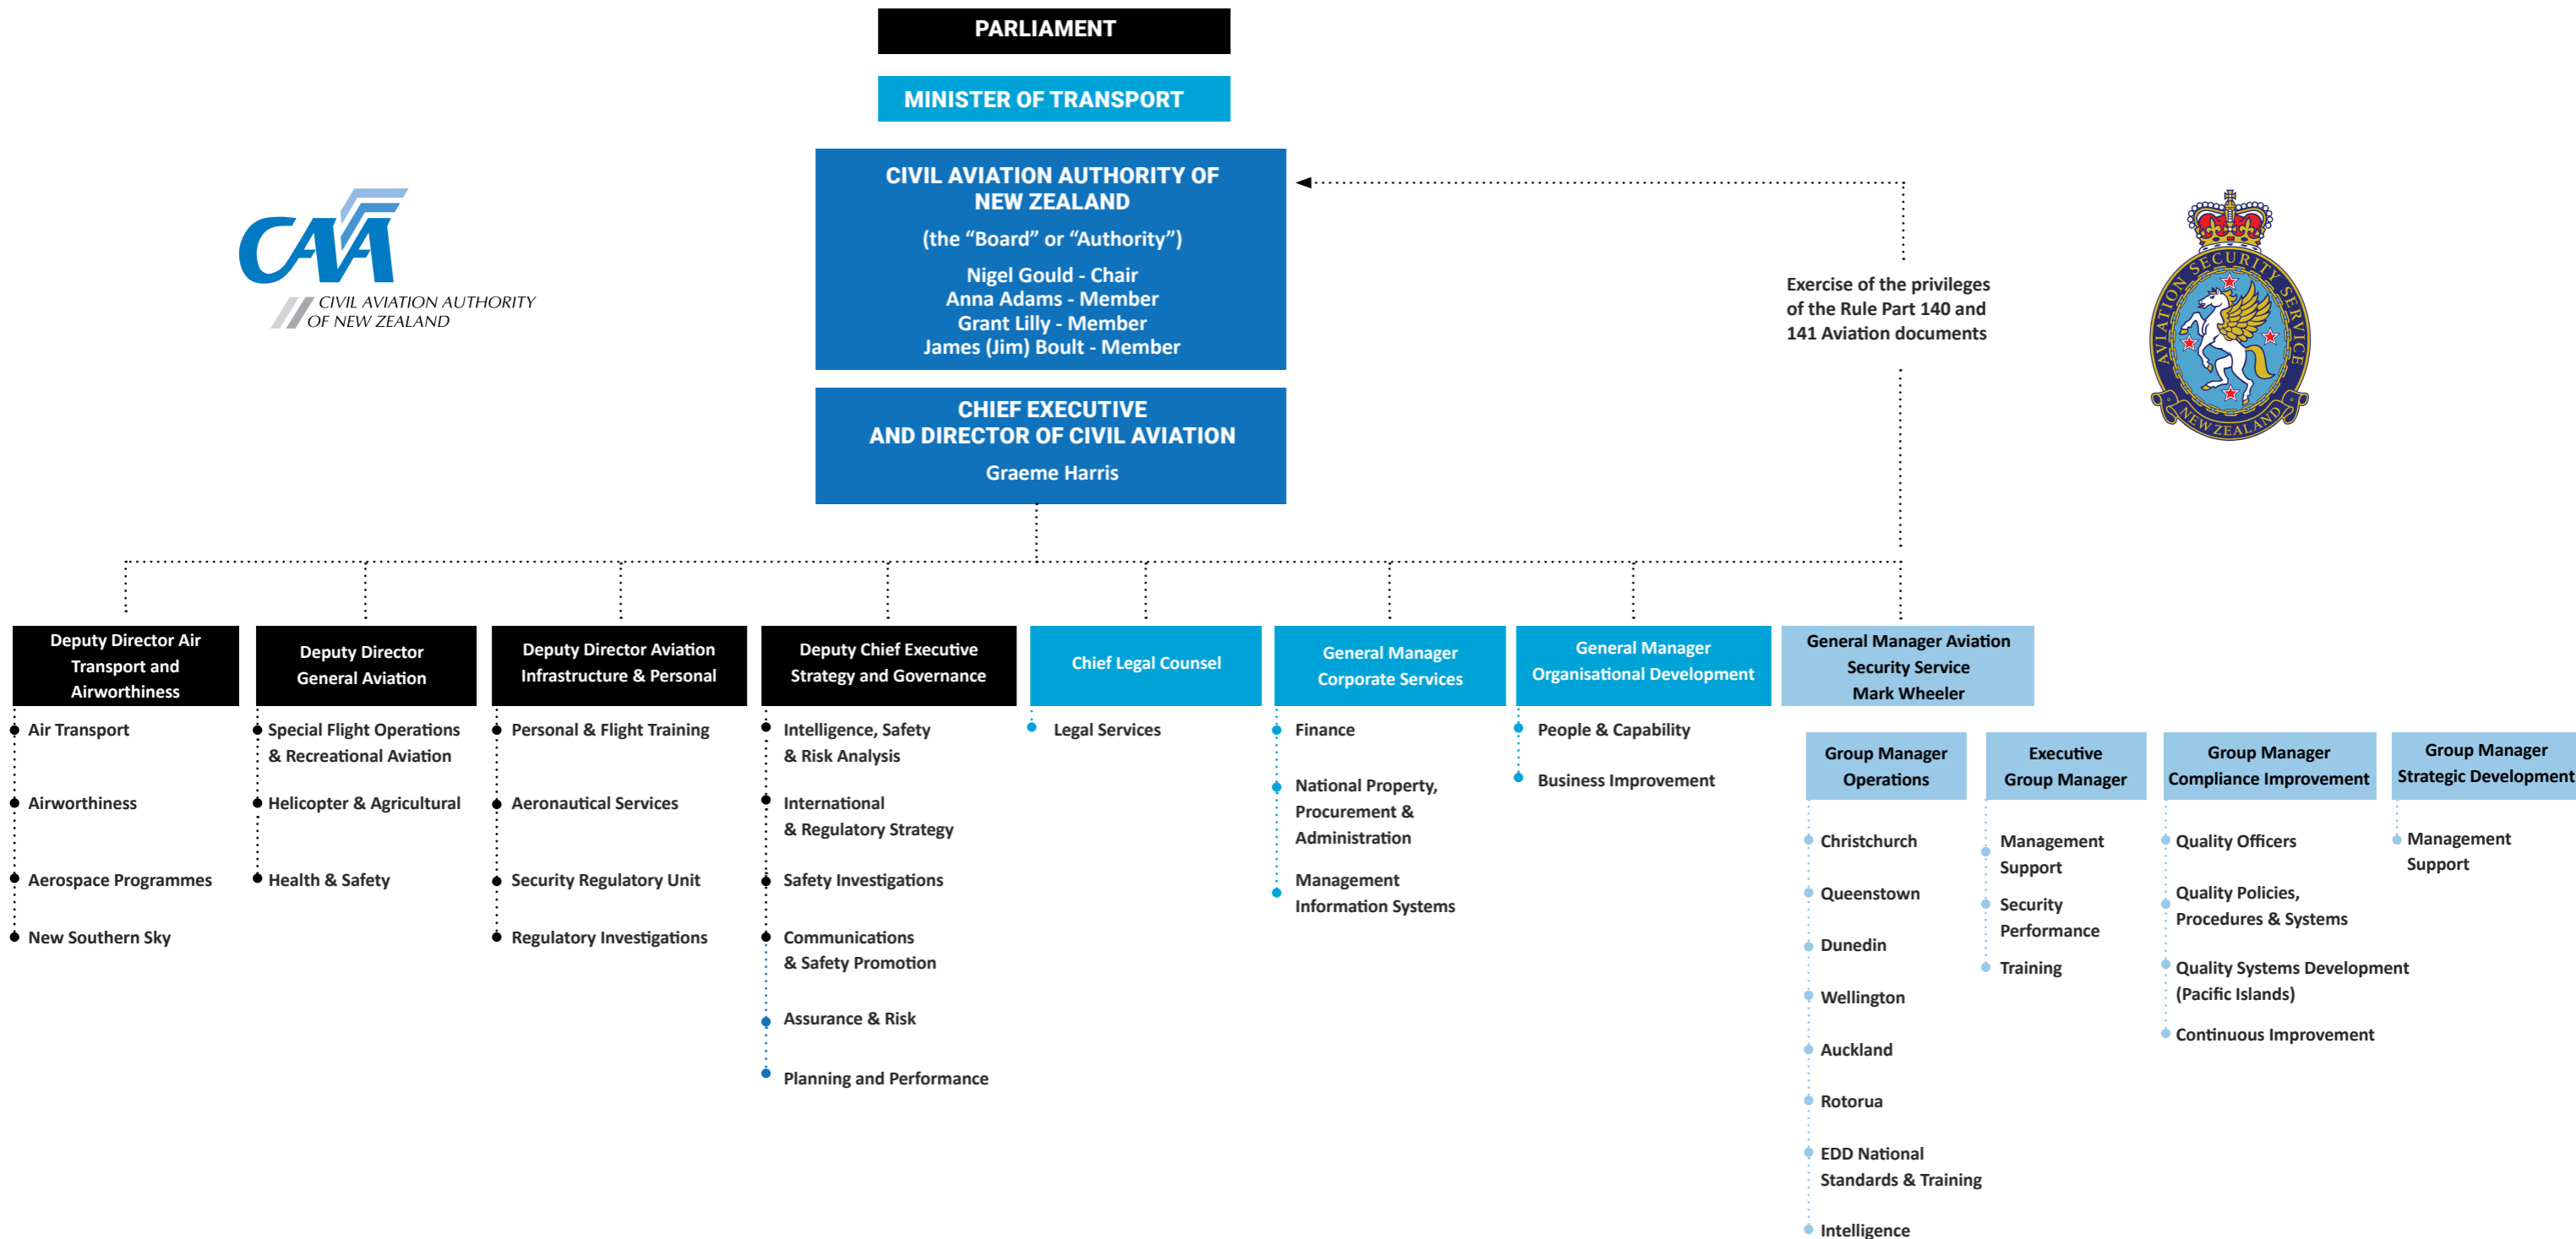 PARLIAMENT
MINISTER OF TRANSPORT
CIVIL AVIATION AUTHORITY OF
NEW ZEALAND
(the “Board” or “Authority”)
Nigel Gould - Chair
Anna Adams - Member
Grant Lilly - Member
James (Jim) Boult - Member
CHIEF EXECUTIVE
AND DIRECTOR OF CIVIL AVIATION
Graeme Harris
CAA
CIVIL AVIATION AUTHORITY
OF NEW ZEALAND
Exercise of the privileges
of the Rule Part 140 and
141 Aviation documents
AVIATION SECURITY SERVICE
NEW ZEALAND
Deputy Director Air
Transport and
Airworthiness
Air Transport
Airworthiness
Aerospace Programmes
New Southern Sky
Deputy Director
General Aviation
Special Flight Operations
& Recreational Aviation
Helicopter & Agricultural
Health & Safety
Deputy Director Aviation
Infrastructure & Personal
Personal & Flight Training
Aeronautical Services
Security Regulatory Unit
Regulatory Investigations
Deputy Chief Executive
Strategy and Governance
Intelligence, Safety
& Risk Analysis
International
& Regulatory Strategy
Safety Investigations
Communications
& Safety Promotion
Assurance & Risk
Planning and Performance
Chief Legal Counsel
Legal Services
General Manager
Corporate Services
Finance
National Property,
Procurement &
Administration
Management
Information Systems
General Manager
Organisational Development
People & Capability
Business Improvement
General Manager Aviation
Security Service
Mark Wheeler
Group Manager
Operations
Christchurch
Queenstown
Dunedin
Wellington
Auckland
Rotorua
EDD National
Standards & Training
Intelligence
Executive
Group Manager
Management
Support
Security
Performance
Training
Group Manager
Compliance Improvement
Quality Officers
Quality Policies,
Procedures & Systems
Quality Systems Development
(Pacific Islands)
Continuous Improvement
Group Manager
Strategic Development
Management
Support